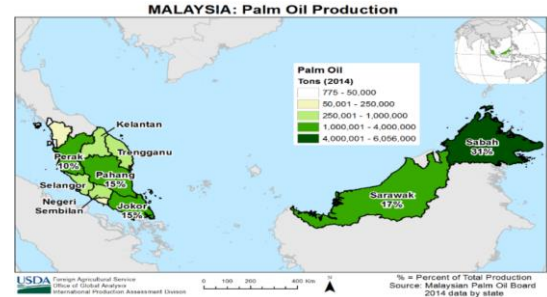 MALAYSIA: Palm Oil Production
Palm Oil
Tons (2014)
775 - 50,000
50,001 - 250,000
250,001 - 1,000,000
1,000,001 - 4,000,000
4,000,001 - 6,056,000
Kelantan
Trengganu
Perak
10%
Pahang
15%
Selangor
Negeri
Sembilan
Jokor
15%
Sabah
31%
Sarawak
17%
USDA
Foreign Agricultural Service
Office of Global Analysis
International Production Assessment Division
0 100 200 400 Km
N
% = Percent of Total Production
Source: Malaysian Palm Oil Board
2014 data by state